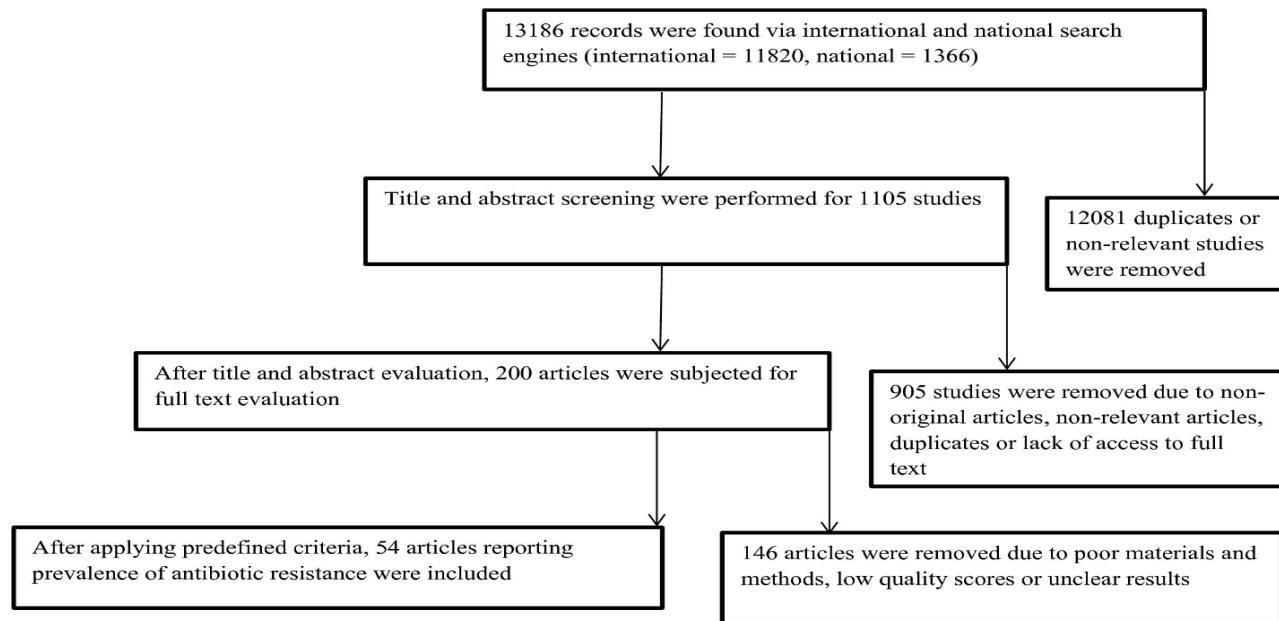 13186 records were found via international and national search
engines (international = 11820, national = 1366)
Title and abstract screening were performed for 1105 studies
12081 duplicates or
non-relevant studies
were removed
After title and abstract evaluation, 200 articles were subjected for
full text evaluation
905 studies were removed due to non-
original articles, non-relevant articles,
duplicates or lack of access to full
text
After applying predefined criteria, 54 articles reporting
prevalence of antibiotic resistance were included
146 articles were removed due to poor materials and
methods, low quality scores or unclear results